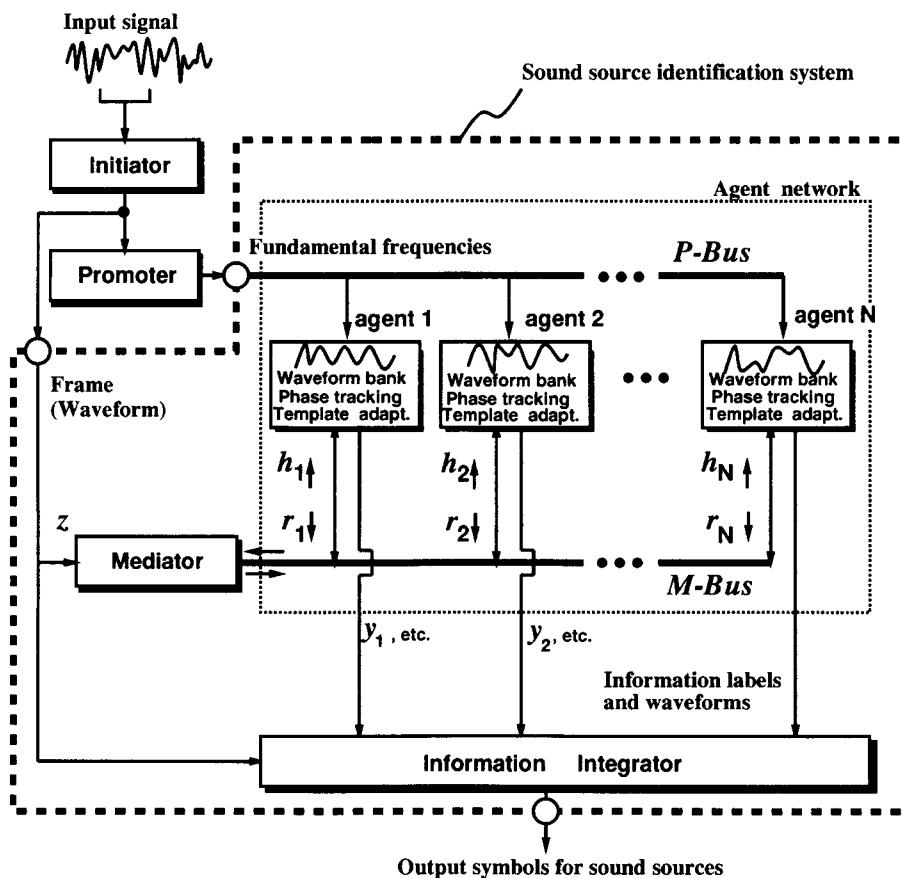 Input signal
Sound source identification system
Initiator
Agent network
Fundamental frequencies
P-Bus
Promoter
agent 1
agent 2
agent N
Waveform bank
Phase tracking
Template adapt.
Waveform bank
Phase tracking
Template adapt.
Waveform bank
Phase tracking
Template adapt.
Frame
(Waveform)
h1
h2
hN
z
r1
r2
rN
Mediator
M-Bus
y1 , etc.
y2, etc.
Information labels
and waveforms
Information Integrator
Output symbols for sound sources